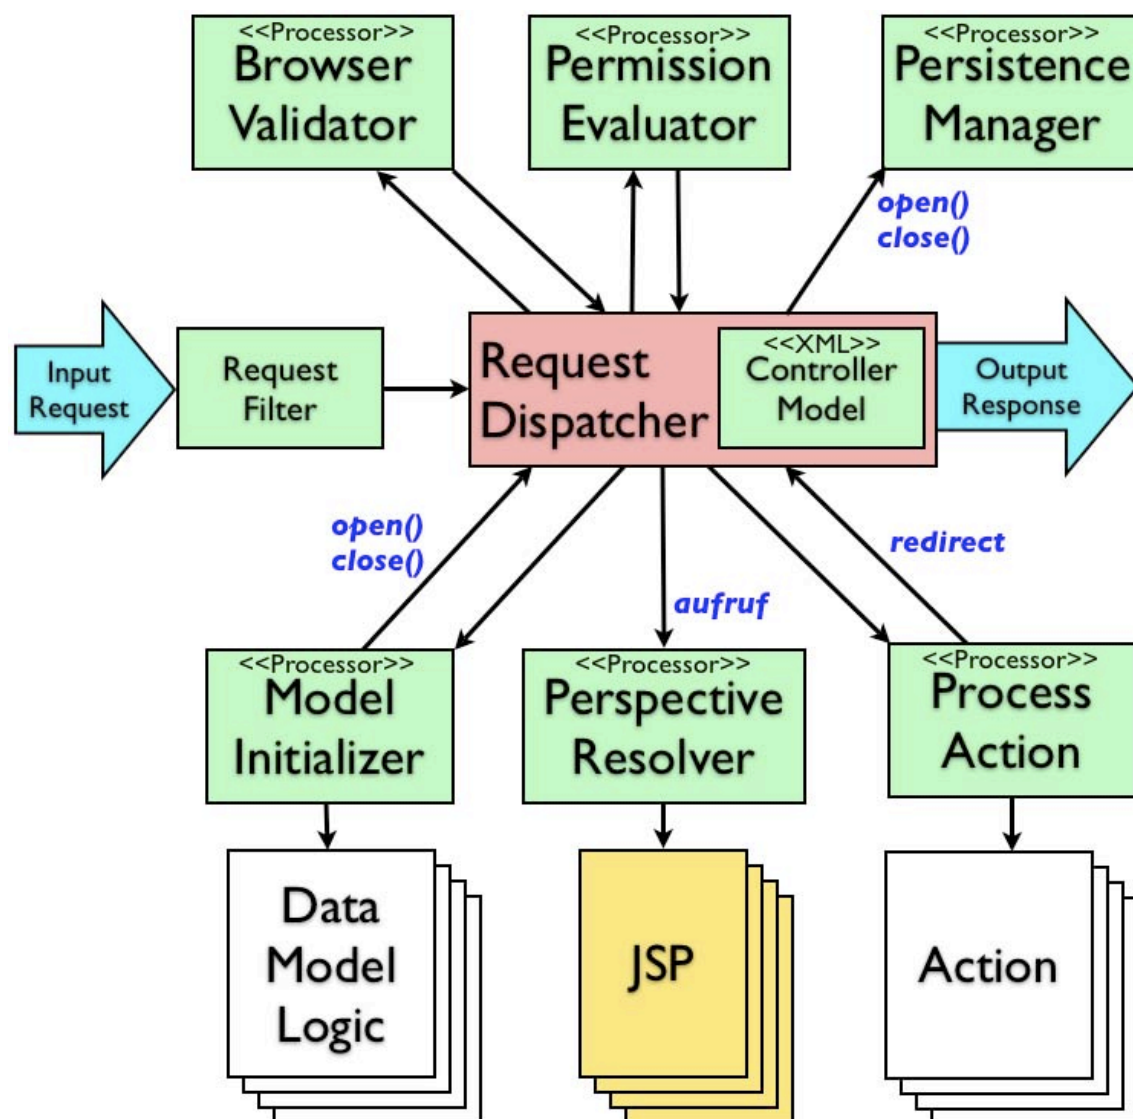 <<Processor>>
Browser
Validator
<<Processor>>
Permission
Evaluator
<<Processor>>
Persistence
Manager
open()
close()
Input
Request
Request
Filter
Request
Dispatcher
<<XML>>
Controller
Model
Output
Response
open()
close()
aufruf
redirect
<<Processor>>
Model
Initializer
<<Processor>>
Perspective
Resolver
<<Processor>>
Process
Action
Data
Model
Logic
JSP
Action